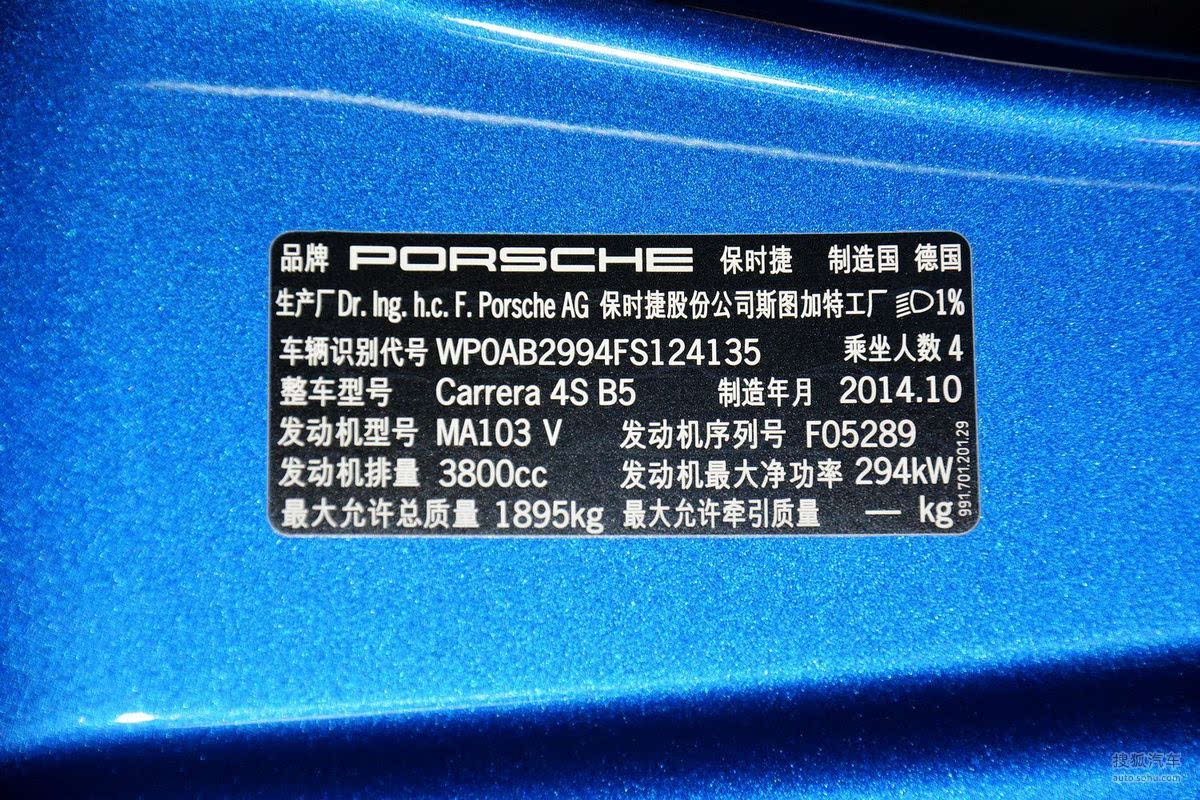 品牌 PORSCHE 保时捷 制造国 德国
生产厂 Dr. Ing. h.c. F. Porsche AG 保时捷股份公司斯图加特工厂 1%
车辆识别代号 WP0AB2994FS124135 乘坐人数 4
整车型号 Carrera 4S B5 制造年月 2014.10
发动机型号 MA103 V 发动机序列号 F05289
发动机排量 3800cc 发动机最大净功率 294kW
最大允许总质量 1895kg 最大允许牵引质量 — kg
991.701.201.29
搜狐汽车
auto.sohu.com